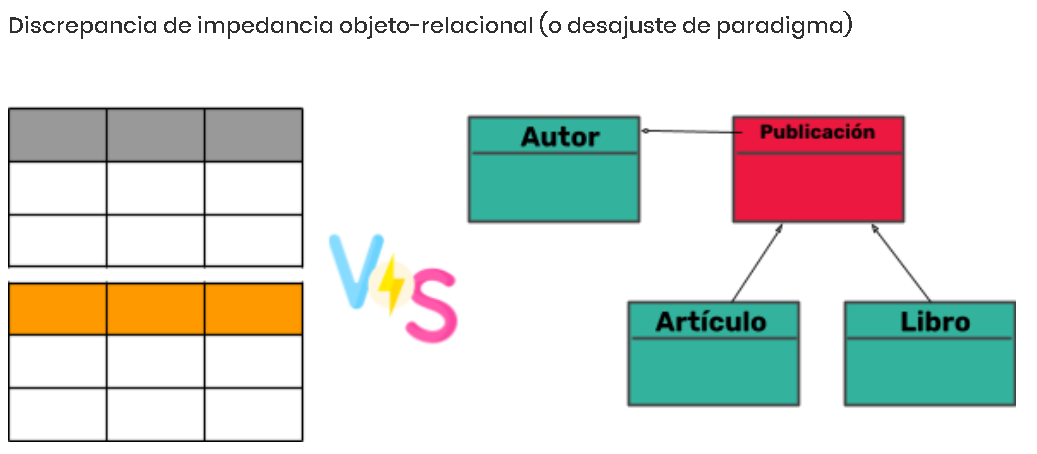 Discrepancia de impedancia objeto-relacional (o desajuste de paradigma)
Autor
Publicación
VS
Artículo
Libro